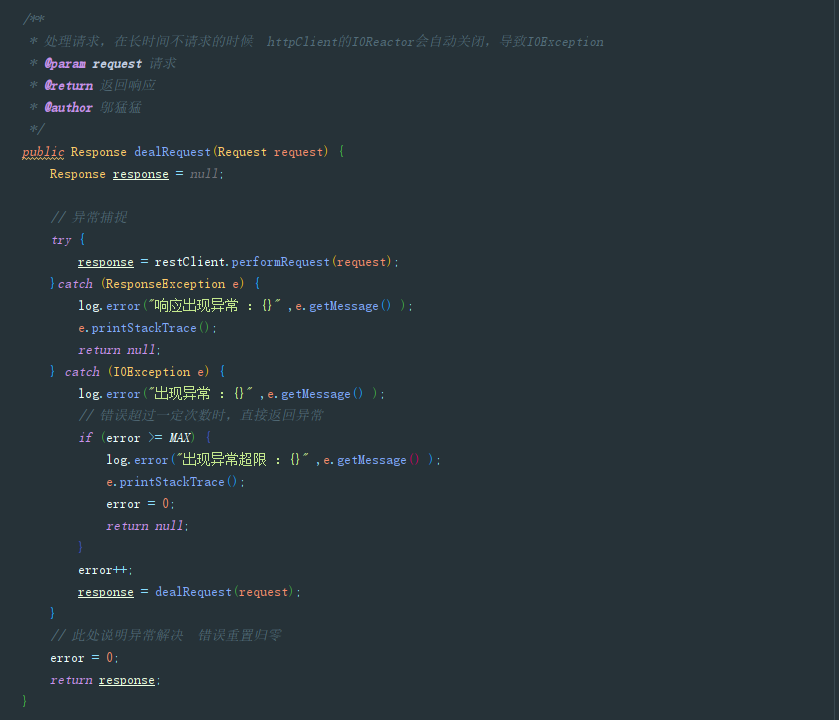 /**
 * 处理请求, 在长时间不请求的时候  httpClient的IOReactor会自动关闭, 导致IOException
 * @param request 请求
 * @return 返回响应
 * @author 邬猛猛
 */
public Response dealRequest(Request request) {
    Response response = null;
    // 异常捕捉
    try {
        response = restClient.performRequest(request);
    }catch (ResponseException e) {
        log.error("响应出现异常 : {}" ,e.getMessage() );
        e.printStackTrace();
        return null;
    } catch (IOException e) {
        log.error("出现异常 : {}" ,e.getMessage() );
        // 错误超过一定次数时, 直接返回异常
        if (error >= MAX) {
            log.error("出现异常超限 : {}" ,e.getMessage() );
            e.printStackTrace();
            error = 0;
            return null;
        }
        error++;
        response = dealRequest(request);
    }
    // 此处说明异常解决  错误重置归零
    error = 0;
    return response;
}